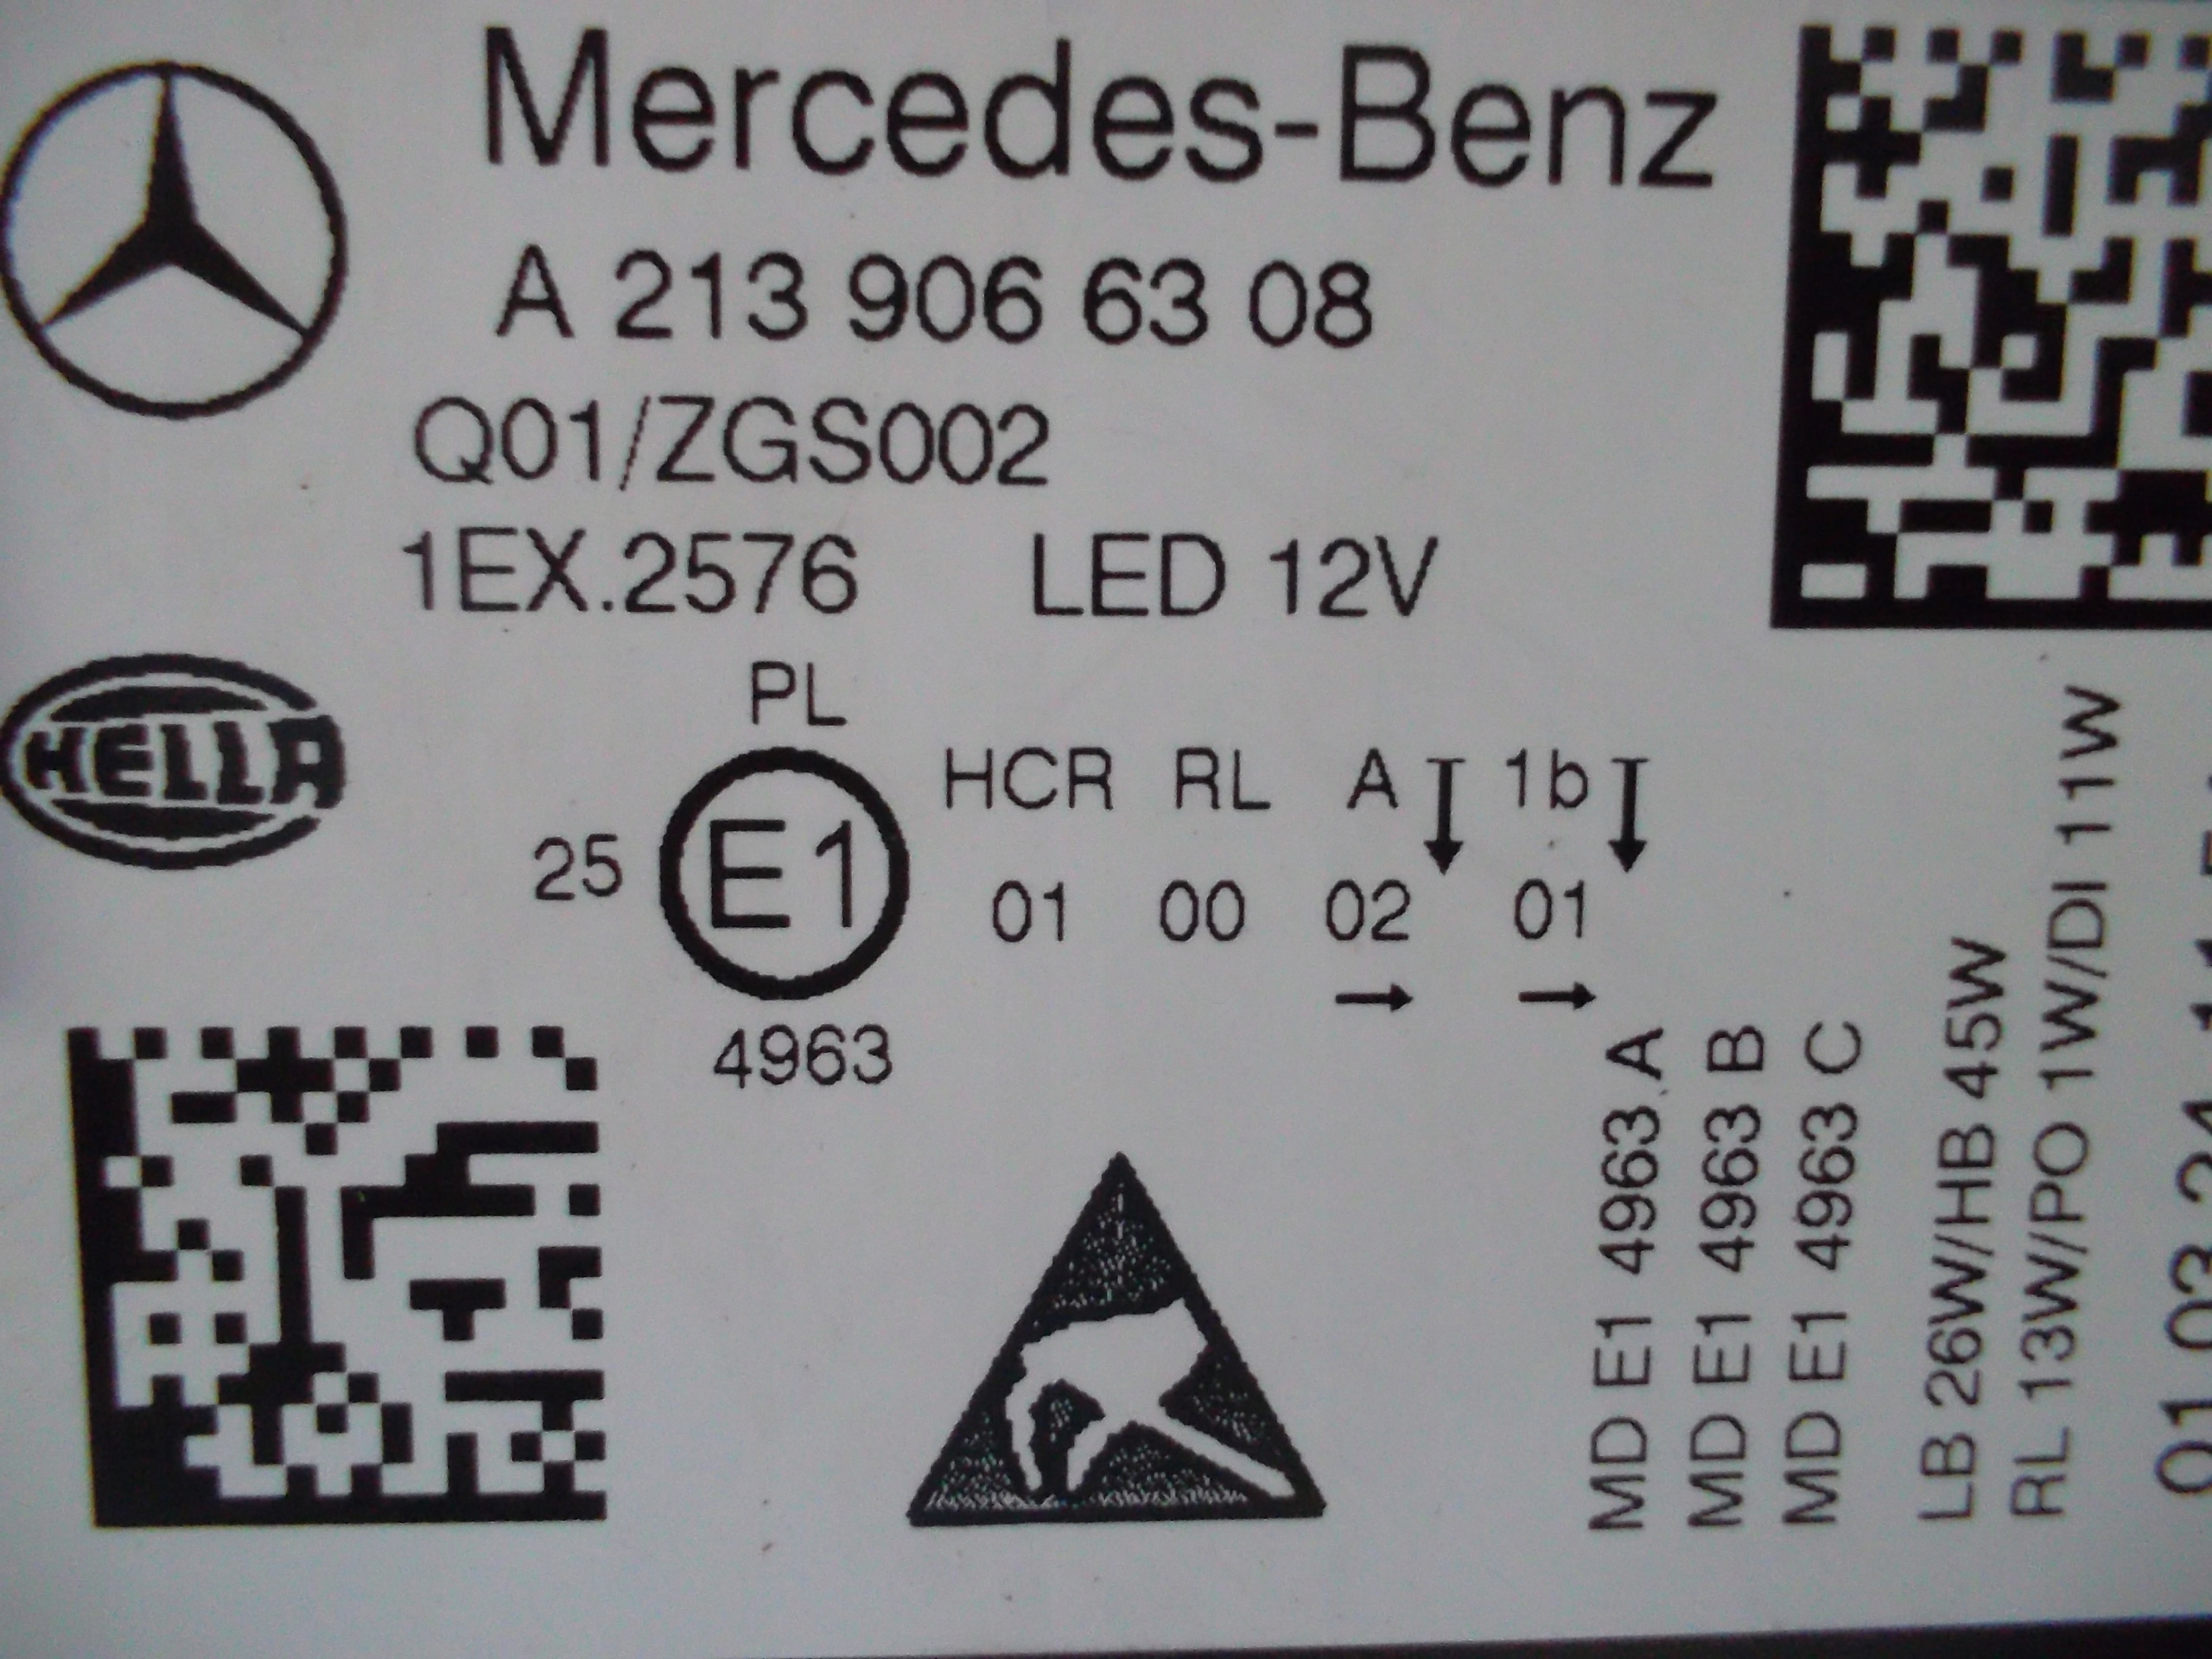 Mercedes-Benz
A 213 906 63 08
Q01/ZGS002
1EX.2576 LED 12V
HELLA
PL
HCR RL A 1b
25 E1 01 00 02 01
4963
MD E1 4963 A
MD E1 4963 B
MD E1 4963 C
LB 26W/HB 45W
RL 13W/PO 1W/DI 11W